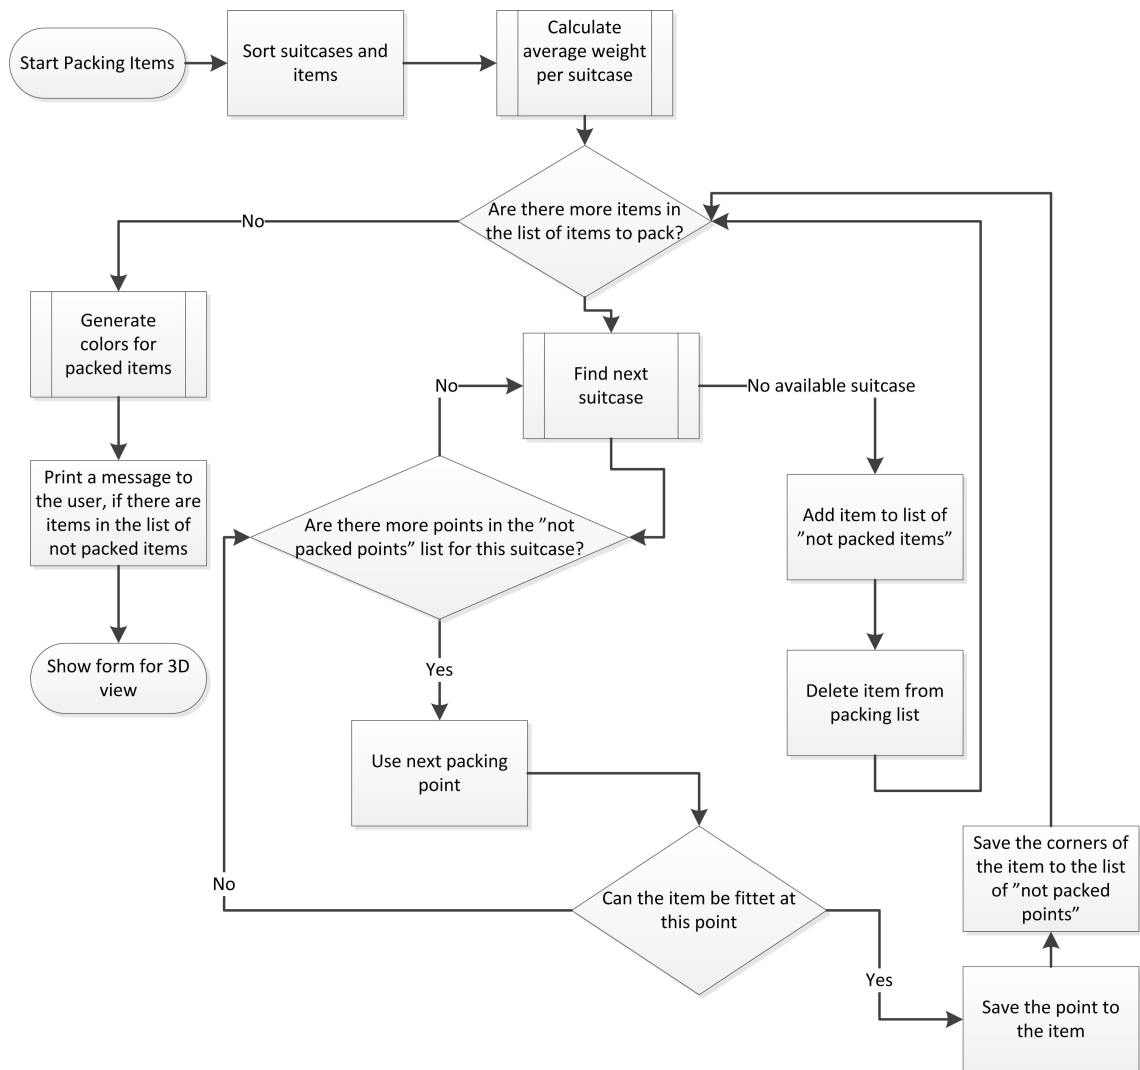 Start Packing Items
Sort suitcases and
items
Calculate
average weight
per suitcase
Are there more items in
the list of items to pack?
No
Generate
colors for
packed items
Find next
suitcase
No
No available suitcase
Print a message to
the user, if there are
items in the list of
not packed items
Are there more points in the ”not
packed points” list for this suitcase?
Add item to list of
”not packed items”
Show form for 3D
view
Yes
Delete item from
packing list
Use next packing
point
Save the corners of
the item to the list
of ”not packed
points”
No
Can the item be fittet at
this point
Yes
Save the point to
the item